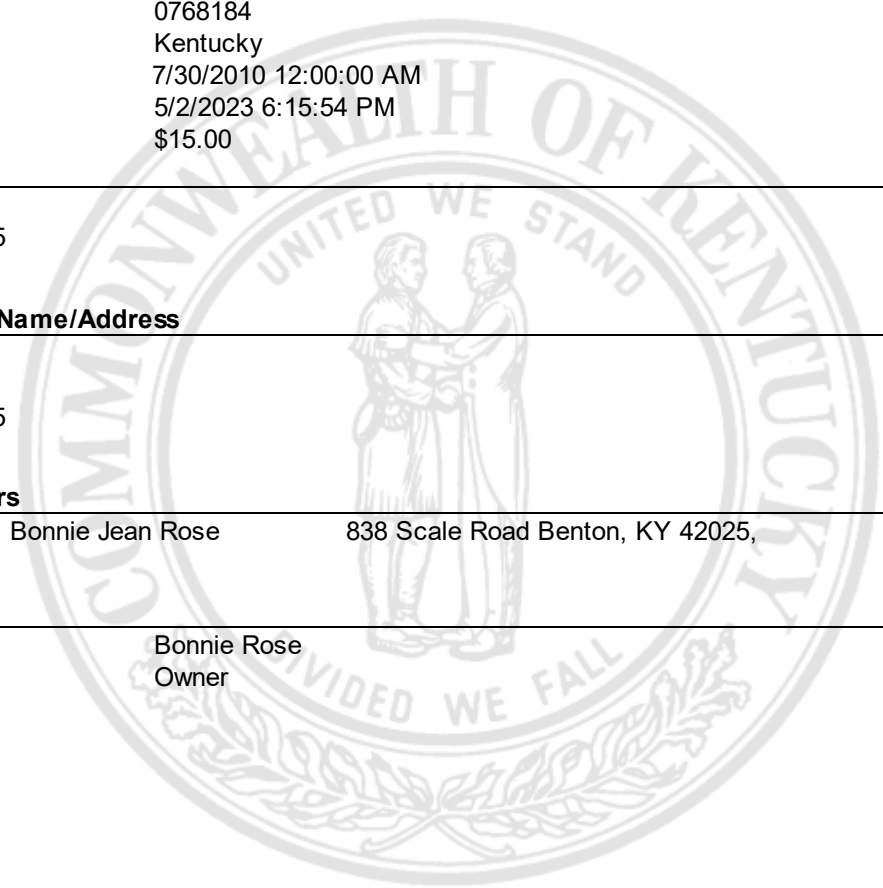 0768184
Kentucky
7/30/2010 12:00:00 AM
5/2/2023 6:15:54 PM
$15.00
COMMONWEALTH OF KENTUCKY
UNITED WE STAND
5
Name/Address
5
rs
Bonnie Jean Rose 838 Scale Road Benton, KY 42025,
Bonnie Rose
Owner
DIVIDED WE FALL